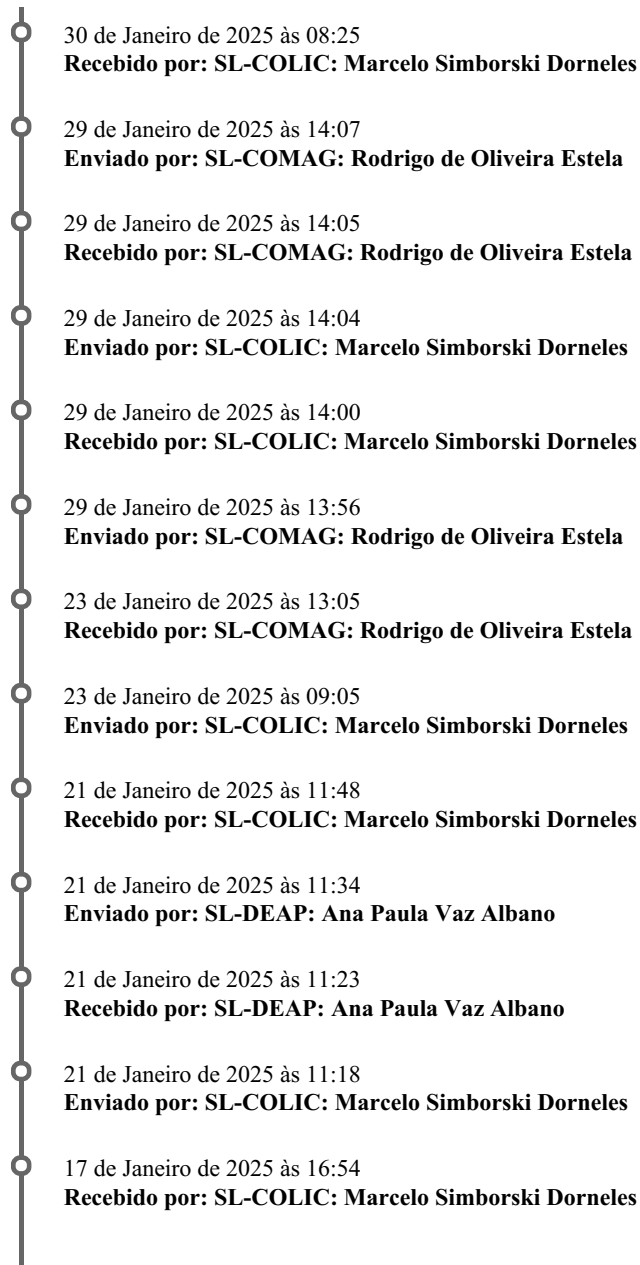 30 de Janeiro de 2025 às 08:25
Recebido por: SL-COLIC: Marcelo Simborski Dorneles
29 de Janeiro de 2025 às 14:07
Enviado por: SL-COMAG: Rodrigo de Oliveira Estela
29 de Janeiro de 2025 às 14:05
Recebido por: SL-COMAG: Rodrigo de Oliveira Estela
29 de Janeiro de 2025 às 14:04
Enviado por: SL-COLIC: Marcelo Simborski Dorneles
29 de Janeiro de 2025 às 14:00
Recebido por: SL-COLIC: Marcelo Simborski Dorneles
29 de Janeiro de 2025 às 13:56
Enviado por: SL-COMAG: Rodrigo de Oliveira Estela
23 de Janeiro de 2025 às 13:05
Recebido por: SL-COMAG: Rodrigo de Oliveira Estela
23 de Janeiro de 2025 às 09:05
Enviado por: SL-COLIC: Marcelo Simborski Dorneles
21 de Janeiro de 2025 às 11:48
Recebido por: SL-COLIC: Marcelo Simborski Dorneles
21 de Janeiro de 2025 às 11:34
Enviado por: SL-DEAP: Ana Paula Vaz Albano
21 de Janeiro de 2025 às 11:23
Recebido por: SL-DEAP: Ana Paula Vaz Albano
21 de Janeiro de 2025 às 11:18
Enviado por: SL-COLIC: Marcelo Simborski Dorneles
17 de Janeiro de 2025 às 16:54
Recebido por: SL-COLIC: Marcelo Simborski Dorneles